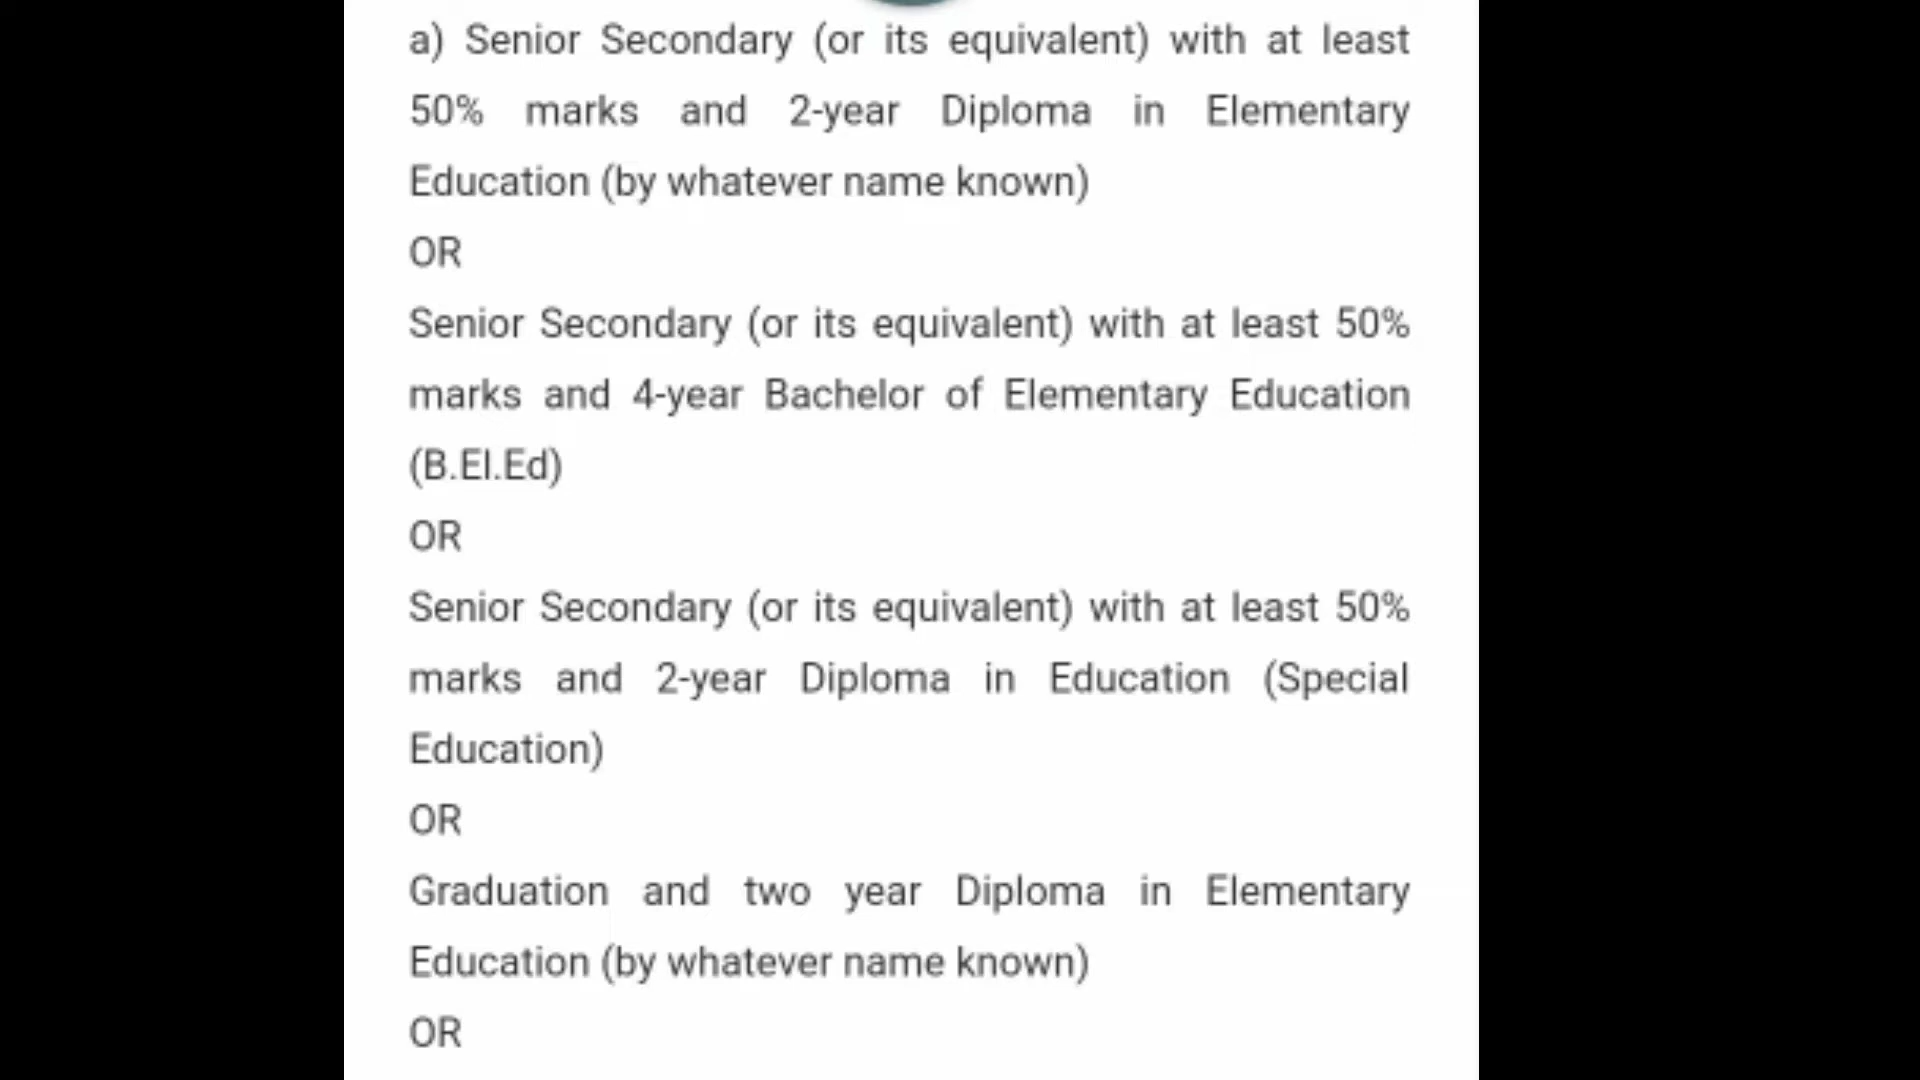 a) Senior Secondary (or its equivalent) with at least
50% marks and 2-year Diploma in Elementary
Education (by whatever name known)
OR
Senior Secondary (or its equivalent) with at least 50%
marks and 4-year Bachelor of Elementary Education
(B.El.Ed)
OR
Senior Secondary (or its equivalent) with at least 50%
marks and 2-year Diploma in Education (Special
Education)
OR
Graduation and two year Diploma in Elementary
Education (by whatever name known)
OR